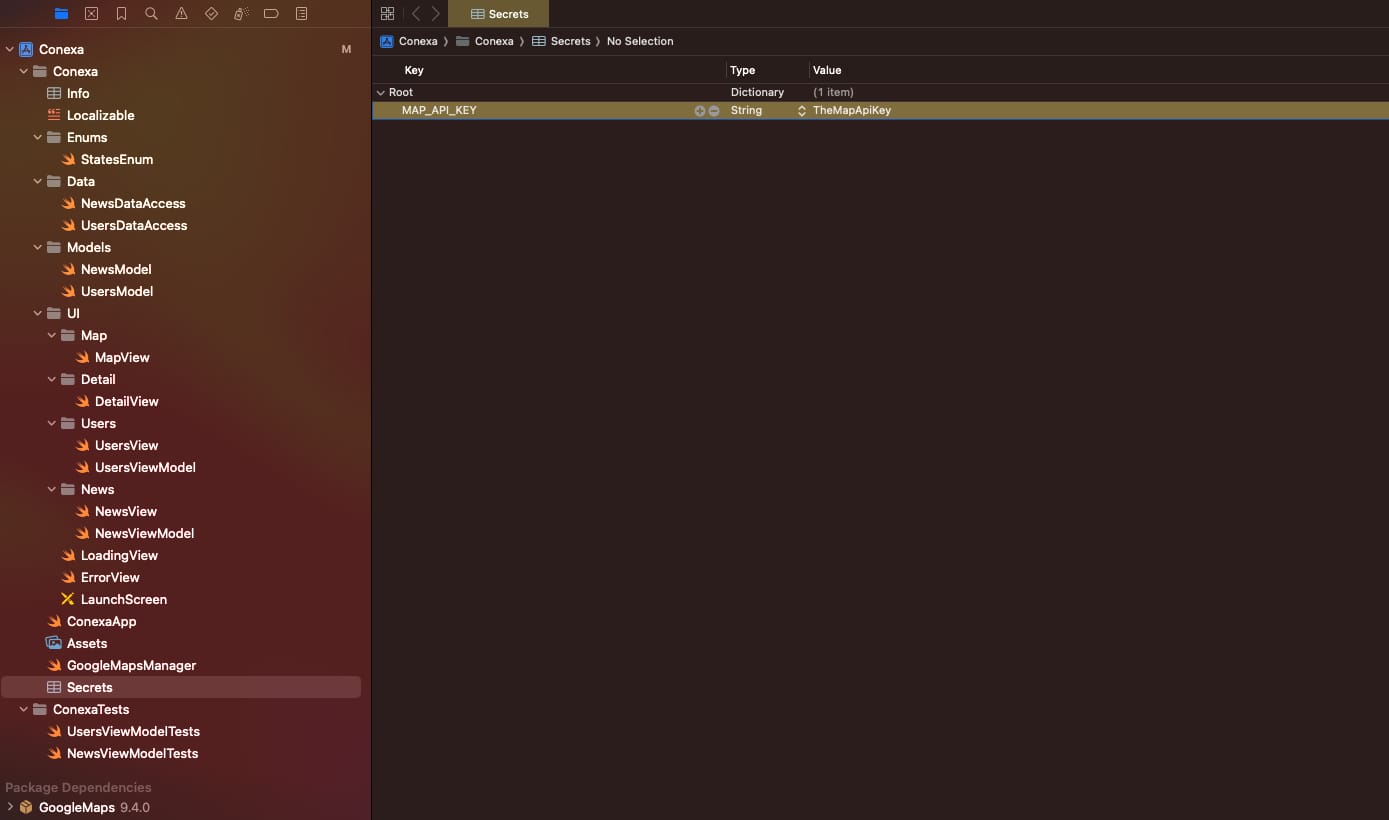 Conexa M
Conexa
Info
Localizable
Enums
StatesEnum
Data
NewsDataAccess
UsersDataAccess
Models
NewsModel
UsersModel
UI
Map
MapView
Detail
DetailView
Users
UsersView
UsersViewModel
News
NewsView
NewsViewModel
LoadingView
ErrorView
LaunchScreen
ConexaApp
Assets
GoogleMapsManager
Secrets
ConexaTests
UsersViewModelTests
NewsViewModelTests
Package Dependencies
GoogleMaps 9.4.0
Secrets
Conexa 〉 Conexa 〉 Secrets 〉 No Selection
Key Type Value
Root Dictionary (1 item)
MAP_API_KEY String TheMapApiKey